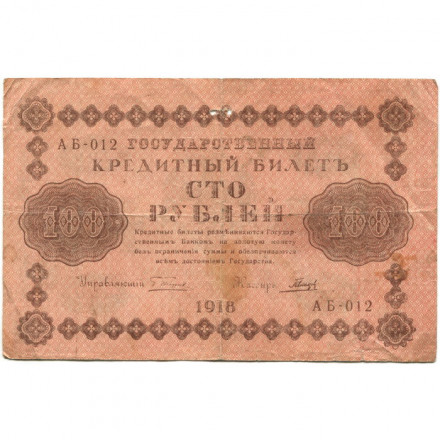 АБ-012 ГОСУДАРСТВЕННЫЙ
КРЕДИТНЫЙ БИЛЕТЪ
СТО
100 РУБЛЕЙ 100
Кредитные билеты размѣниваются Государ-
ственнымъ Банкомъ на золотую монету
безъ ограниченія суммы и обезпечиваются
всѣмъ достояніемъ Государства.
Управляющій Кассиръ
1918 АБ-012